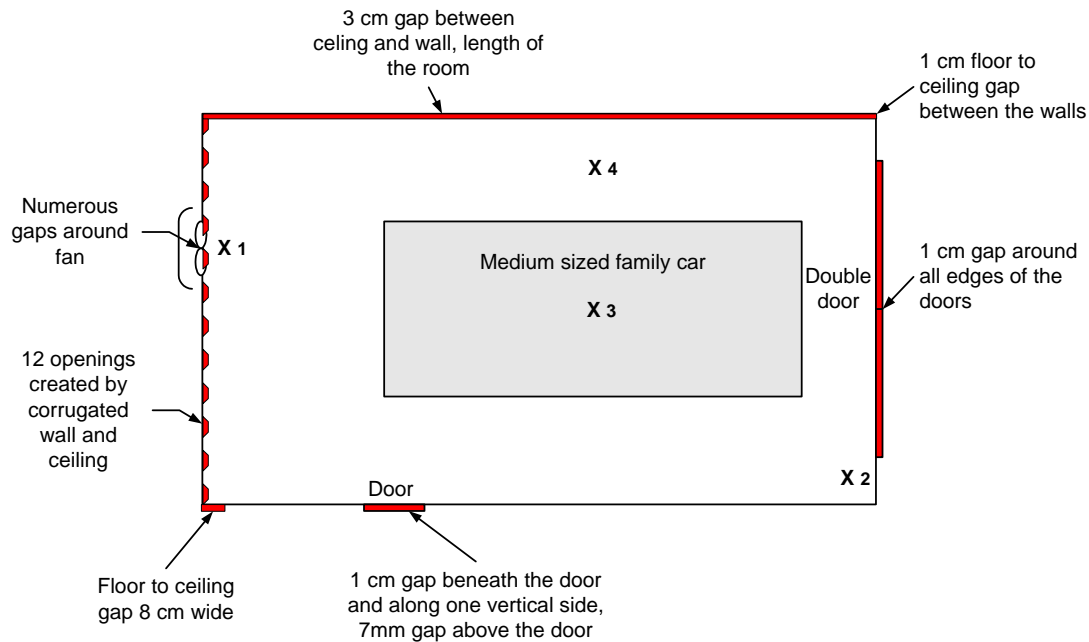 3 cm gap between
celing and wall, length of
the room
1 cm floor to
ceiling gap
between the walls
X 4
Numerous
gaps around
fan
X 1
Medium sized family car
X 3
Double
door
1 cm gap around
all edges of the
doors
12 openings
created by
corrugated
wall and
ceiling
X 2
Door
Floor to ceiling
gap 8 cm wide
1 cm gap beneath the door
and along one vertical side,
7mm gap above the door